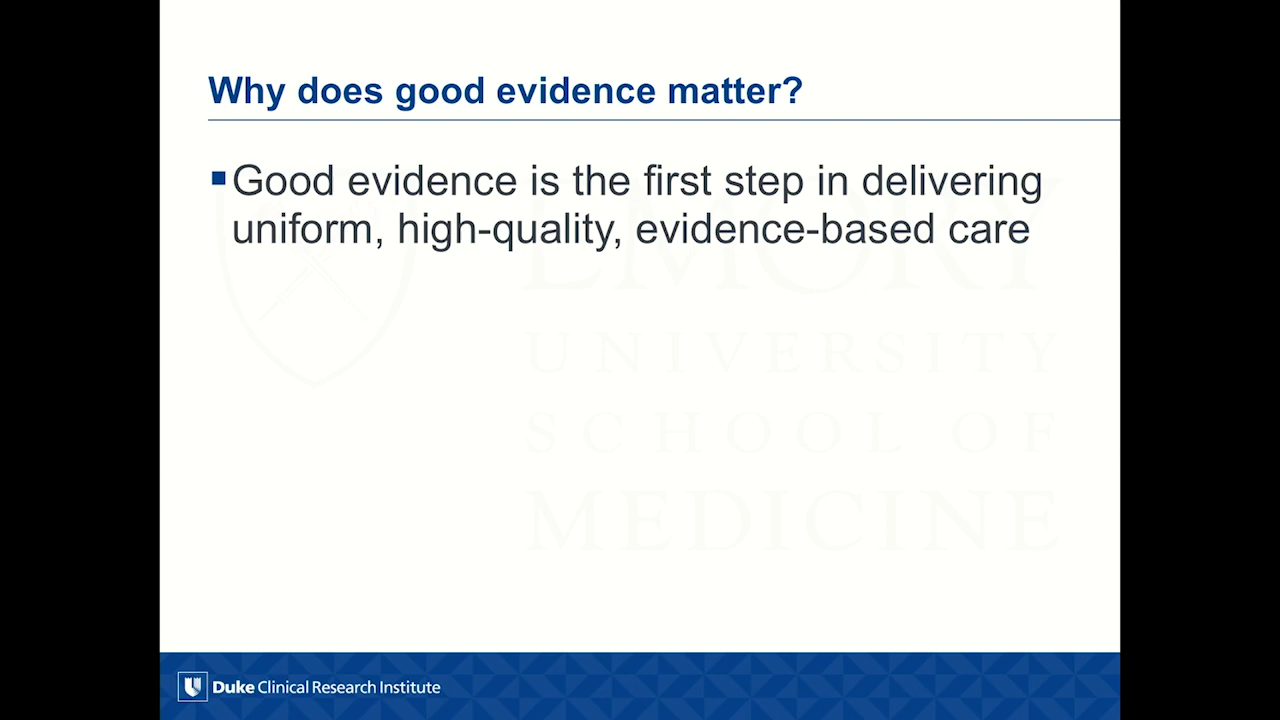 Why does good evidence matter?
Good evidence is the first step in delivering
uniform, high-quality, evidence-based care
EMORY
UNIVERSITY
SCHOOL OF
MEDICINE
Duke Clinical Research Institute